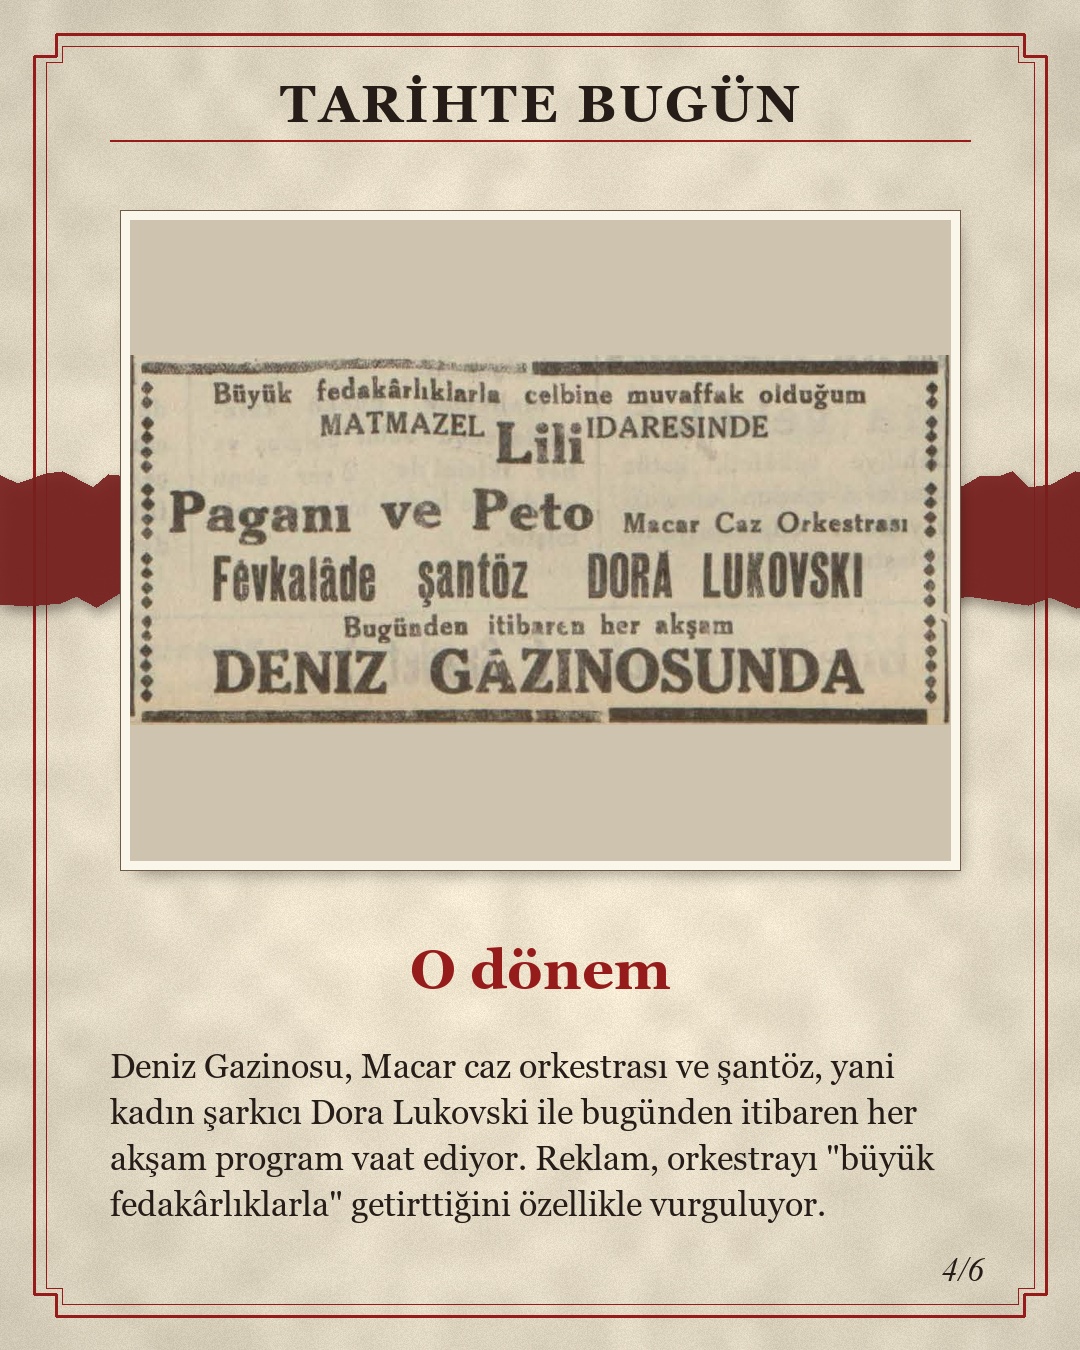 TARİHTE BUGÜN
Büyük fedakârlıklarla celbine muvaffak olduğum
MATMAZEL Lili IDARESINDE
Paganı ve Peto Macar Caz Orkestrası
Fevkalâde şantöz DORA LUKOVSKI
Bugünden itibaren her akşam
DENIZ GAZINOSUNDA
O dönem
Deniz Gazinosu, Macar caz orkestrası ve şantöz, yani
kadın şarkıcı Dora Lukovski ile bugünden itibaren her
akşam program vaat ediyor. Reklam, orkestrayı "büyük
fedakârlıklarla" getirttiğini özellikle vurguluyor.
4/6